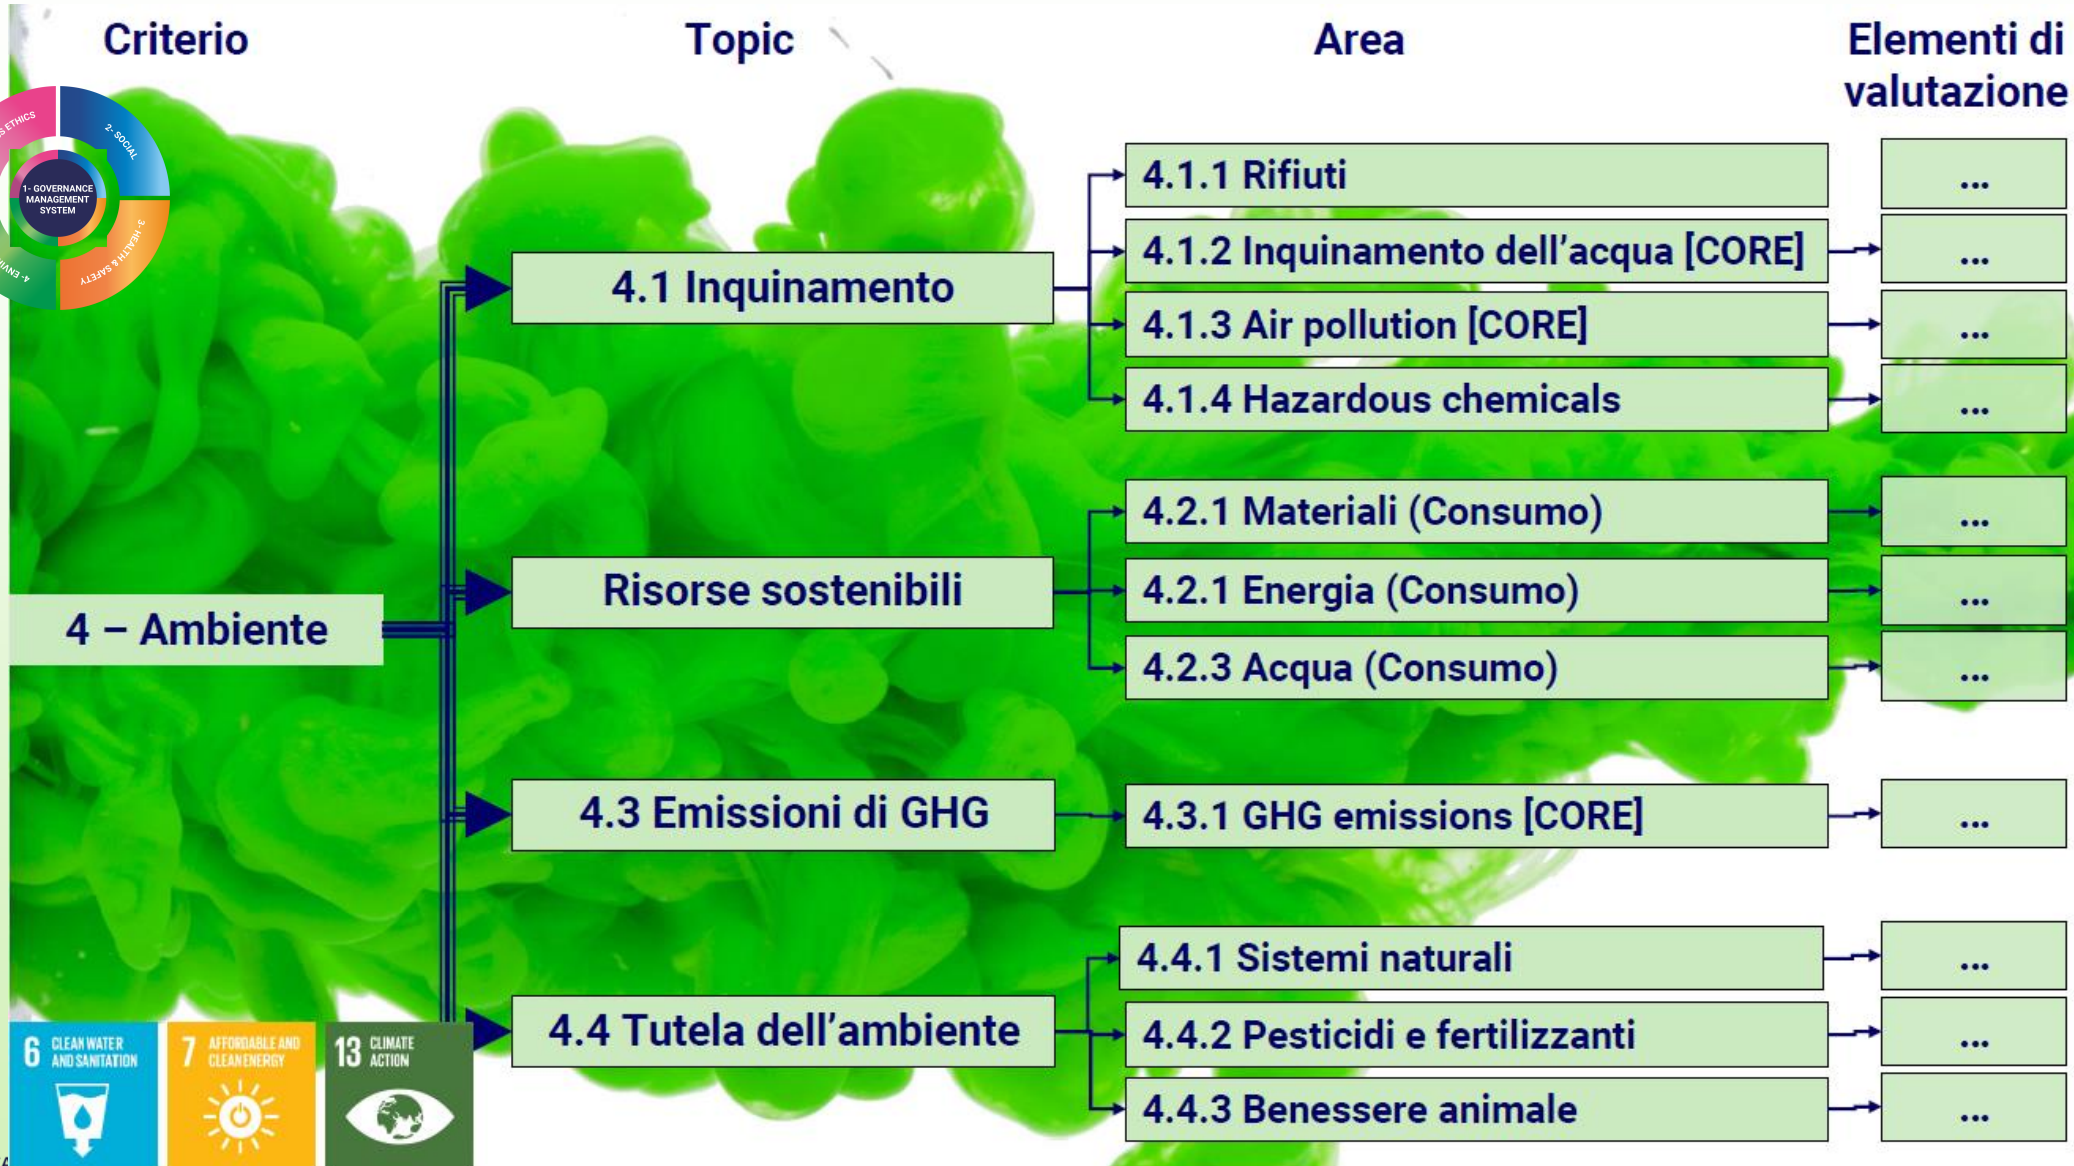 Criterio
Topic
Area
Elementi di
valutazione
S ETHICS
2- SOCIAL
1- GOVERNANCE
MANAGEMENT
SYSTEM
3- HEALTH & SAFETY
4- ENVI
4.1.1 Rifiuti
...
4.1.2 Inquinamento dell’acqua [CORE]
...
4.1 Inquinamento
4.1.3 Air pollution [CORE]
...
4.1.4 Hazardous chemicals
...
4.2.1 Materiali (Consumo)
...
Risorse sostenibili
4.2.1 Energia (Consumo)
...
4 – Ambiente
4.2.3 Acqua (Consumo)
...
4.3 Emissioni di GHG
4.3.1 GHG emissions [CORE]
...
4.4.1 Sistemi naturali
...
4.4 Tutela dell’ambiente
4.4.2 Pesticidi e fertilizzanti
...
4.4.3 Benessere animale
...
6 CLEAN WATER
AND SANITATION
7 AFFORDABLE AND
CLEAN ENERGY
13 CLIMATE
ACTION